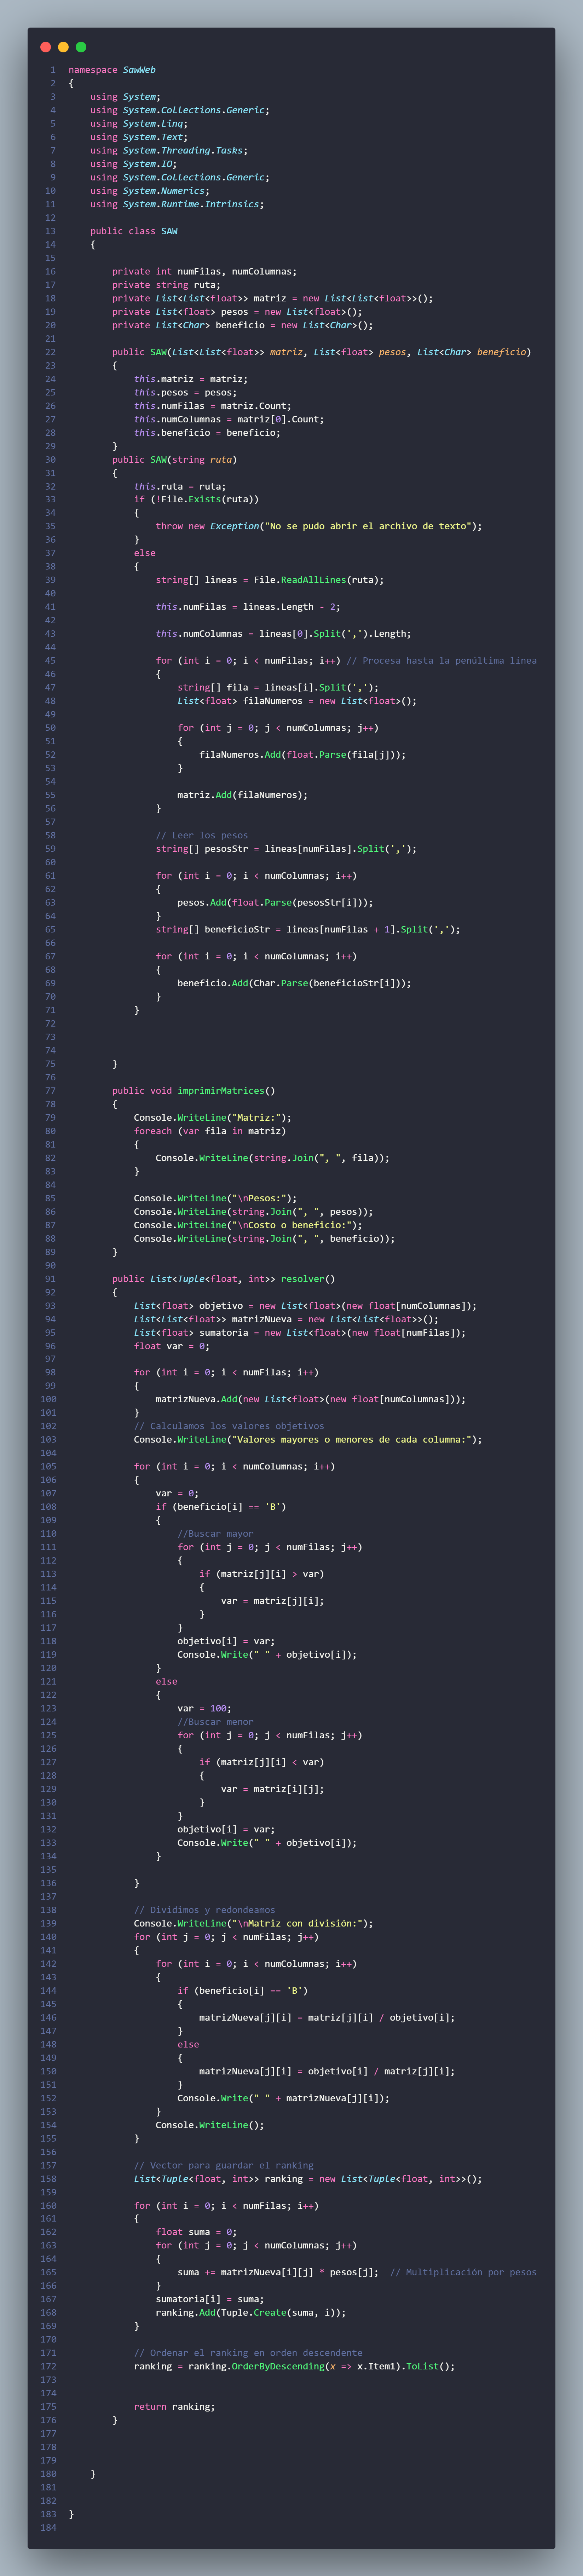 1 namespace SawWeb
2 {
3 using System;
4 using System.Collections.Generic;
5 using System.Linq;
6 using System.Text;
7 using System.Threading.Tasks;
8 using System.IO;
9 using System.Collections.Generic;
10 using System.Numerics;
11 using System.Runtime.Intrinsics;
12
13 public class SAW
14 {
15
16 private int numFilas, numColumnas;
17 private string ruta;
18 private List<List<float>> matriz = new List<List<float>>();
19 private List<float> pesos = new List<float>();
20 private List<Char> beneficio = new List<Char>();
21
22 public SAW(List<List<float>> matriz, List<float> pesos, List<Char> beneficio)
23 {
24 this.matriz = matriz;
25 this.pesos = pesos;
26 this.numFilas = matriz.Count;
27 this.numColumnas = matriz[0].Count;
28 this.beneficio = beneficio;
29 }
30 public SAW(string ruta)
31 {
32 this.ruta = ruta;
33 if (!File.Exists(ruta))
34 {
35 throw new Exception("No se pudo abrir el archivo de texto");
36 }
37 else
38 {
39 string[] lineas = File.ReadAllLines(ruta);
40
41 this.numFilas = lineas.Length - 2;
42
43 this.numColumnas = lineas[0].Split(',').Length;
44
45 for (int i = 0; i < numFilas; i++) // Procesa hasta la penúltima línea
46 {
47 string[] fila = lineas[i].Split(',');
48 List<float> filaNumeros = new List<float>();
49
50 for (int j = 0; j < numColumnas; j++)
51 {
52 filaNumeros.Add(float.Parse(fila[j]));
53 }
54
55 matriz.Add(filaNumeros);
56 }
57
58 // Leer los pesos
59 string[] pesosStr = lineas[numFilas].Split(',');
60
61 for (int i = 0; i < numColumnas; i++)
62 {
63 pesos.Add(float.Parse(pesosStr[i]));
64 }
65 string[] beneficioStr = lineas[numFilas + 1].Split(',');
66
67 for (int i = 0; i < numColumnas; i++)
68 {
69 beneficio.Add(Char.Parse(beneficioStr[i]));
70 }
71 }
72
73
74
75 }
76
77 public void imprimirMatrices()
78 {
79 Console.WriteLine("Matriz:");
80 foreach (var fila in matriz)
81 {
82 Console.WriteLine(string.Join(", ", fila));
83 }
84
85 Console.WriteLine("\nPesos:");
86 Console.WriteLine(string.Join(", ", pesos));
87 Console.WriteLine("\nCosto o beneficio:");
88 Console.WriteLine(string.Join(", ", beneficio));
89 }
90
91 public List<Tuple<float, int>> resolver()
92 {
93 List<float> objetivo = new List<float>(new float[numColumnas]);
94 List<List<float>> matrizNueva = new List<List<float>>();
95 List<float> sumatoria = new List<float>(new float[numFilas]);
96 float var = 0;
97
98 for (int i = 0; i < numFilas; i++)
99 {
100 matrizNueva.Add(new List<float>(new float[numColumnas]));
101 }
102 // Calculamos los valores objetivos
103 Console.WriteLine("Valores mayores o menores de cada columna:");
104
105 for (int i = 0; i < numColumnas; i++)
106 {
107 var = 0;
108 if (beneficio[i] == 'B')
109 {
110 //Buscar mayor
111 for (int j = 0; j < numFilas; j++)
112 {
113 if (matriz[j][i] > var)
114 {
115 var = matriz[j][i];
116 }
117 }
118 objetivo[i] = var;
119 Console.Write(" " + objetivo[i]);
120 }
121 else
122 {
123 var = 100;
124 //Buscar menor
125 for (int j = 0; j < numFilas; j++)
126 {
127 if (matriz[j][i] < var)
128 {
129 var = matriz[i][j];
130 }
131 }
132 objetivo[i] = var;
133 Console.Write(" " + objetivo[i]);
134 }
135
136 }
137
138 // Dividimos y redondeamos
139 Console.WriteLine("\nMatriz con división:");
140 for (int j = 0; j < numFilas; j++)
141 {
142 for (int i = 0; i < numColumnas; i++)
143 {
144 if (beneficio[i] == 'B')
145 {
146 matrizNueva[j][i] = matriz[j][i] / objetivo[i];
147 }
148 else
149 {
150 matrizNueva[j][i] = objetivo[i] / matriz[j][i];
151 }
152 Console.Write(" " + matrizNueva[j][i]);
153 }
154 Console.WriteLine();
155 }
156
157 // Vector para guardar el ranking
158 List<Tuple<float, int>> ranking = new List<Tuple<float, int>>();
159
160 for (int i = 0; i < numFilas; i++)
161 {
162 float suma = 0;
163 for (int j = 0; j < numColumnas; j++)
164 {
165 suma += matrizNueva[i][j] * pesos[j]; // Multiplicación por pesos
166 }
167 sumatoria[i] = suma;
168 ranking.Add(Tuple.Create(suma, i));
169 }
170
171 // Ordenar el ranking en orden descendente
172 ranking = ranking.OrderByDescending(x => x.Item1).ToList();
173
174
175 return ranking;
176 }
177
178
179
180 }
181
182
183 }
184